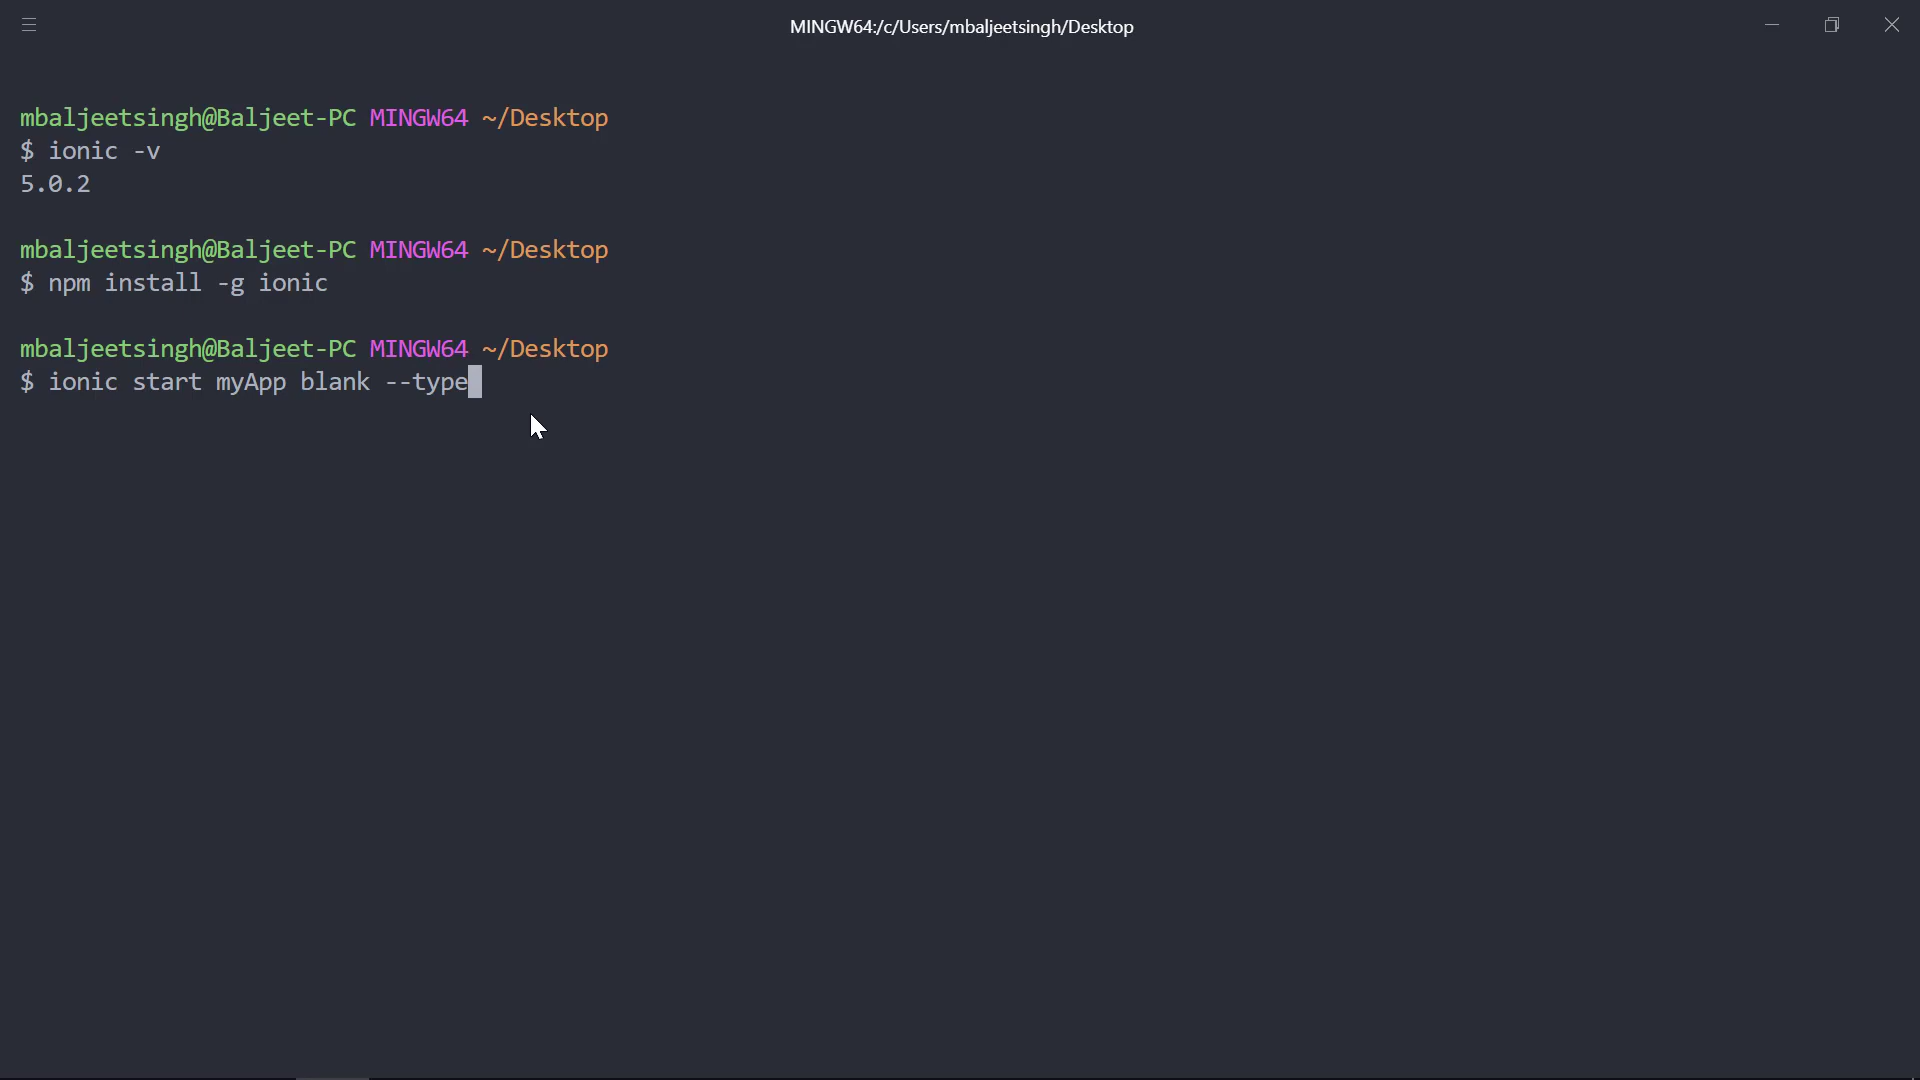 MINGW64:/c/Users/mbaljeetsingh/Desktop
mbaljeetsingh@Baljeet-PC MINGW64 ~/Desktop
$ ionic -v
5.0.2
mbaljeetsingh@Baljeet-PC MINGW64 ~/Desktop
$ npm install -g ionic
mbaljeetsingh@Baljeet-PC MINGW64 ~/Desktop
$ ionic start myApp blank --type